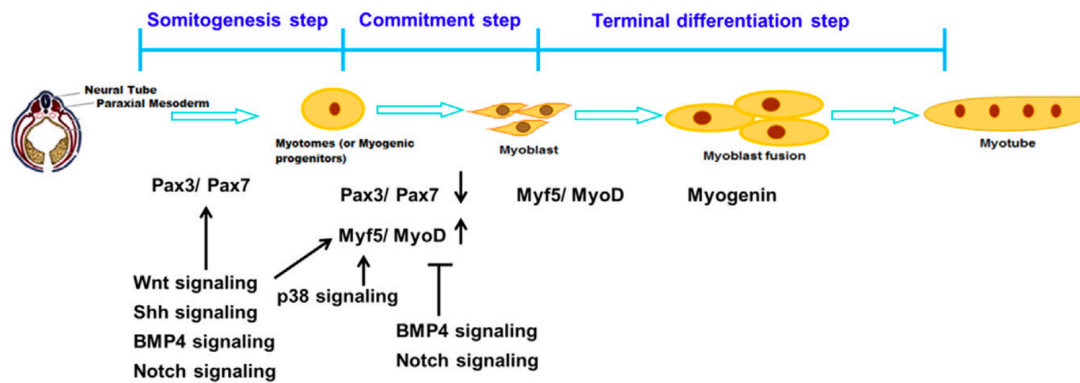 Somitogenesis step
Commitment step
Terminal differentiation step
Neural Tube
Paraxial Mesoderm
Myotomes (or Myogenic
progenitors)
Myoblast
Myoblast fusion
Myotube
Pax3/ Pax7
Pax3/ Pax7
Myf5/ MyoD
Myogenin
Myf5/ MyoD
Wnt signaling
Shh signaling
BMP4 signaling
Notch signaling
p38 signaling
BMP4 signaling
Notch signaling